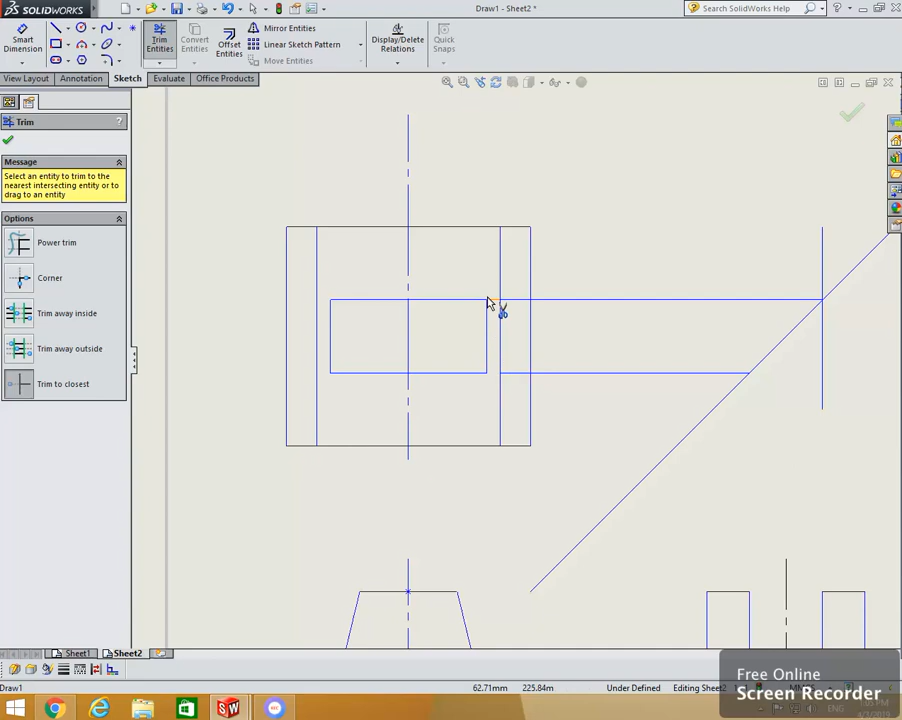 SOLIDWORKS
Draw1 - Sheet2 *
Search SolidWorks Help
Smart Dimension
Trim Entities
Convert Entities
Offset Entities
Mirror Entities
Linear Sketch Pattern
Move Entities
Display/Delete Relations
Quick Snaps
View Layout
Annotation
Sketch
Evaluate
Office Products
Trim
?
Message
Select an entity to trim to the nearest intersecting entity or to drag to an entity
Options
Power trim
Corner
Trim away inside
Trim away outside
Trim to closest
Sheet1
Sheet2
Draw1
62.71mm
225.84m
Under Defined
Editing Sheet2
Free Online
Screen Recorder